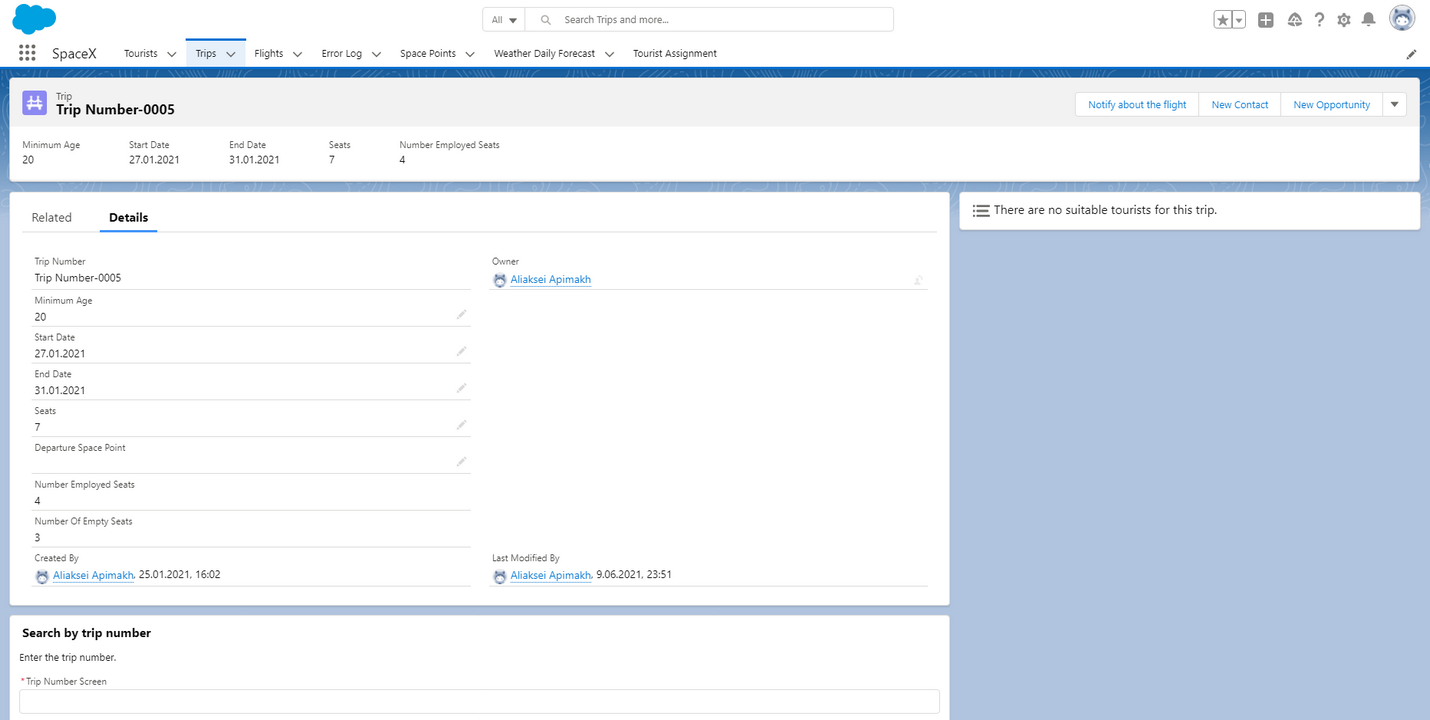 All
Search Trips and more...
SpaceX
Tourists
Trips
Flights
Error Log
Space Points
Weather Daily Forecast
Tourist Assignment
Trip
Trip Number-0005
Notify about the flight
New Contact
New Opportunity
Minimum Age
20
Start Date
27.01.2021
End Date
31.01.2021
Seats
7
Number Employed Seats
4
Related
Details
Trip Number
Trip Number-0005
Owner
Aliaksei Apimakh
Minimum Age
20
Start Date
27.01.2021
End Date
31.01.2021
Seats
7
Departure Space Point
Number Employed Seats
4
Number Of Empty Seats
3
Created By
Aliaksei Apimakh, 25.01.2021, 16:02
Last Modified By
Aliaksei Apimakh, 9.06.2021, 23:51
There are no suitable tourists for this trip.
Search by trip number
Enter the trip number.
*Trip Number Screen